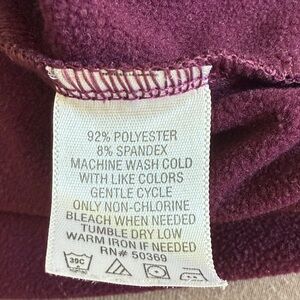 92% POLYESTER
8% SPANDEX
MACHINE WASH COLD
WITH LIKE COLORS
GENTLE CYCLE
ONLY NON-CHLORINE
BLEACH WHEN NEEDED
TUMBLE DRY LOW
WARM IRON IF NEEDED
RN# 50369
39C